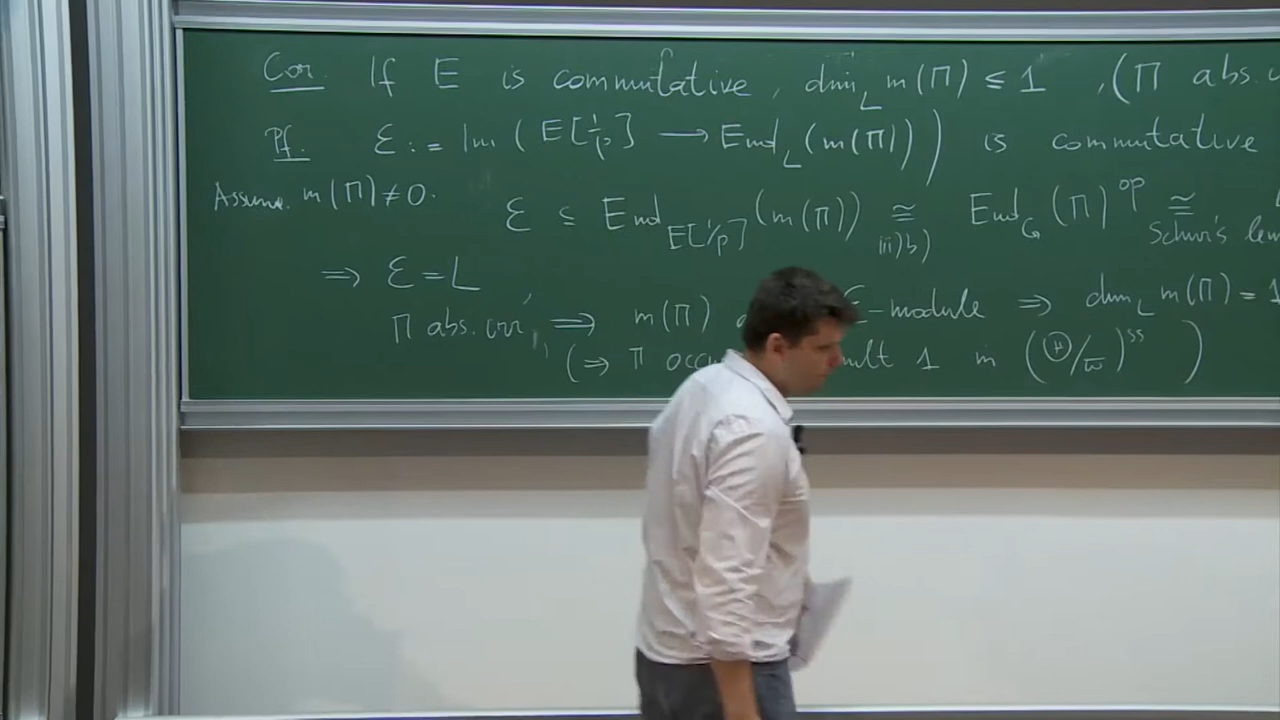 Cor. If E is commutative, dim_L m(Π) ≤ 1 , (Π abs.
Pf. ℰ := Im ( E[1/p] ⟶ End_L (m(Π)) ) is commutative
Assume m(Π) ≠ 0. ℰ ⊆ End_{E[1/p]} (m(Π)) ≅_{iii)b)} End_G (Π)^{op} ≅_{Schur's lem
⟹ ℰ = L
Π abs. irr., ⟹ m(Π) ℰ-module ⟹ dim_L m(Π) = 1
(⟹ Π mult 1 in (Ⓗ/ϖ)^{ss} )